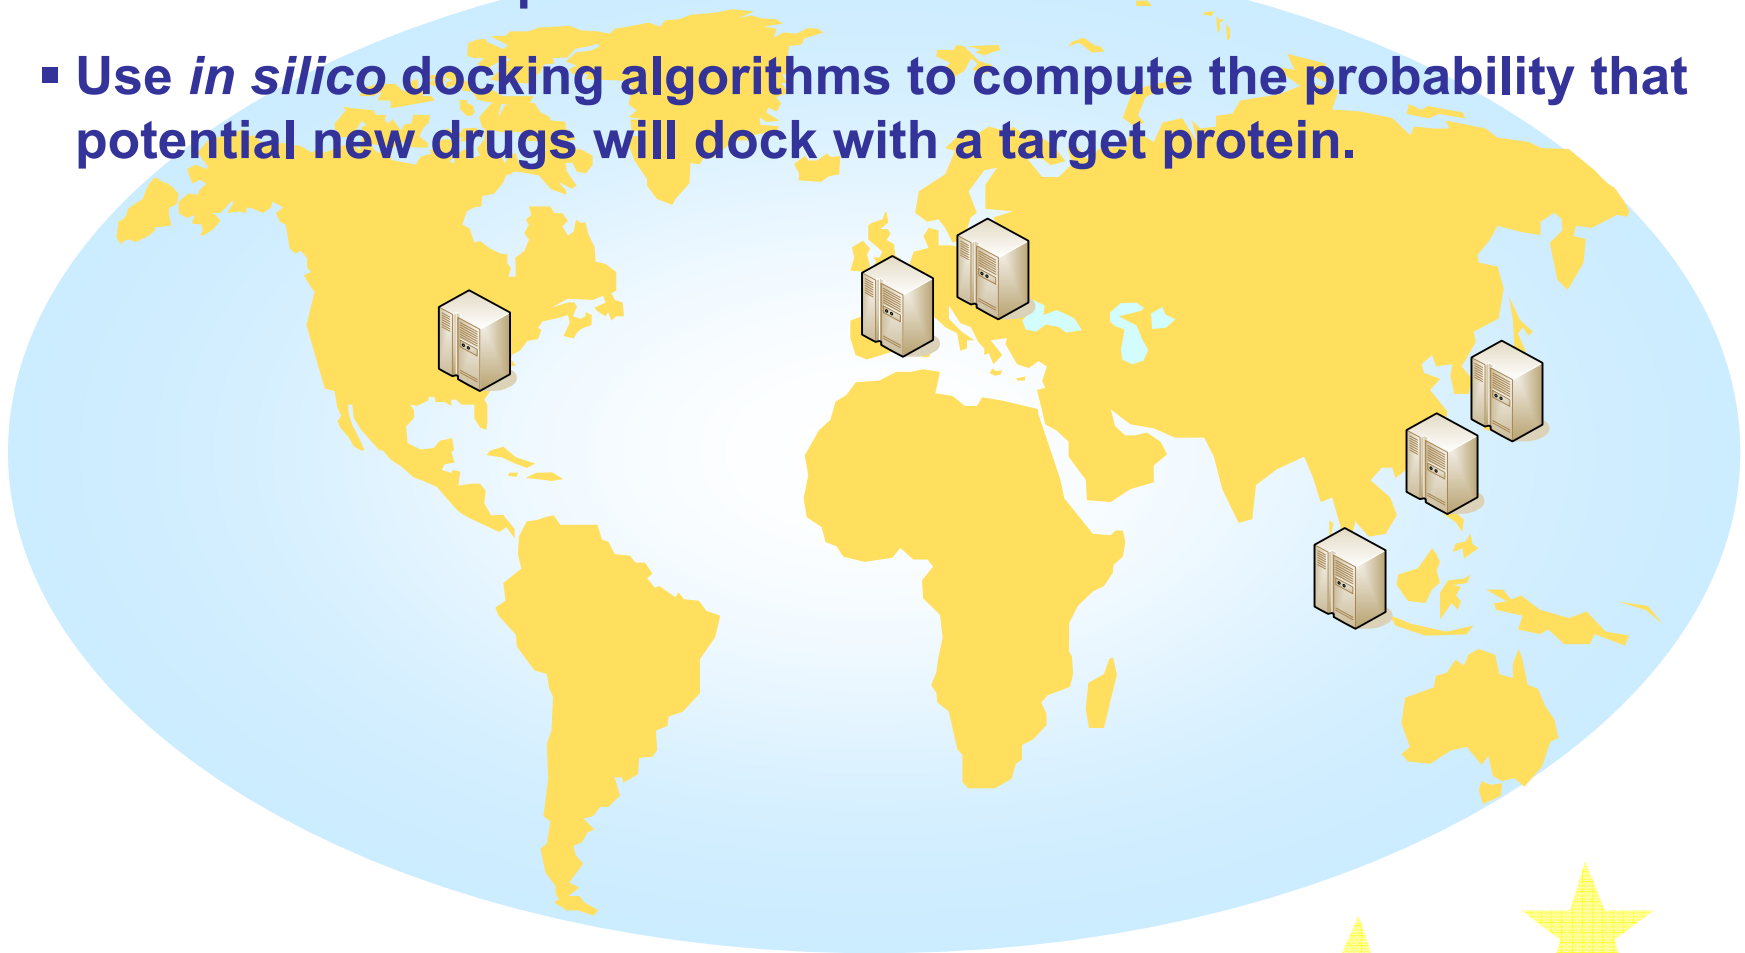 ▪ Use in silico docking algorithms to compute the probability that
potential new drugs will dock with a target protein.